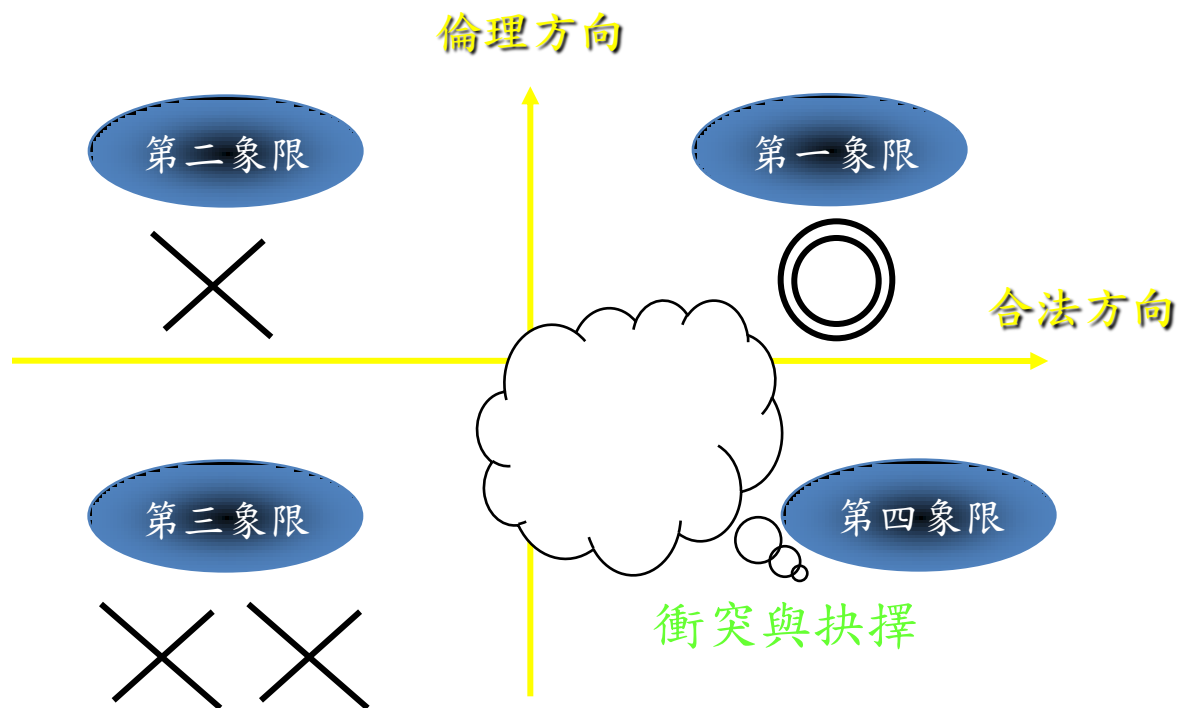 倫理方向
第二象限
第一象限
合法方向
第三象限
第四象限
衝突與抉擇